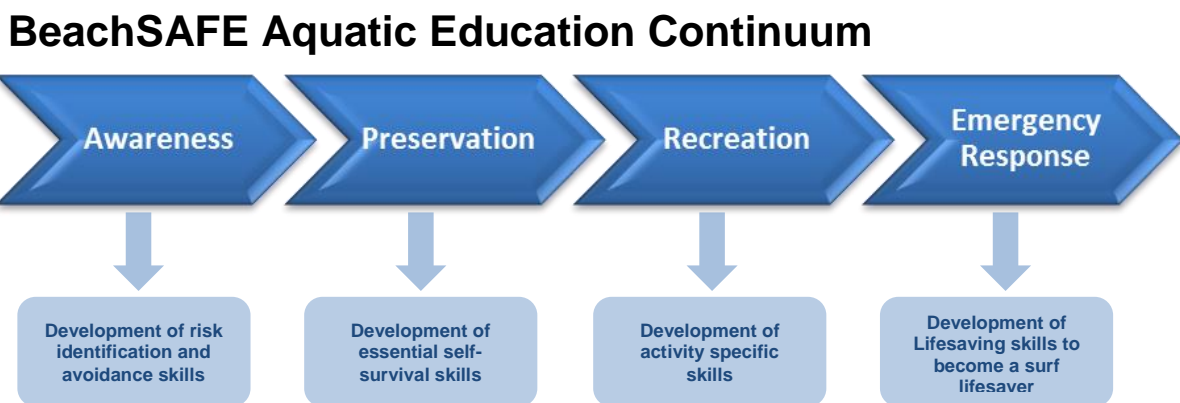 BeachSAFE Aquatic Education Continuum
Awareness
Preservation
Recreation
Emergency
Response
Development of risk
identification and
avoidance skills
Development of
essential self-
survival skills
Development of
activity specific
skills
Development of
Lifesaving skills to
become a surf
lifesaver